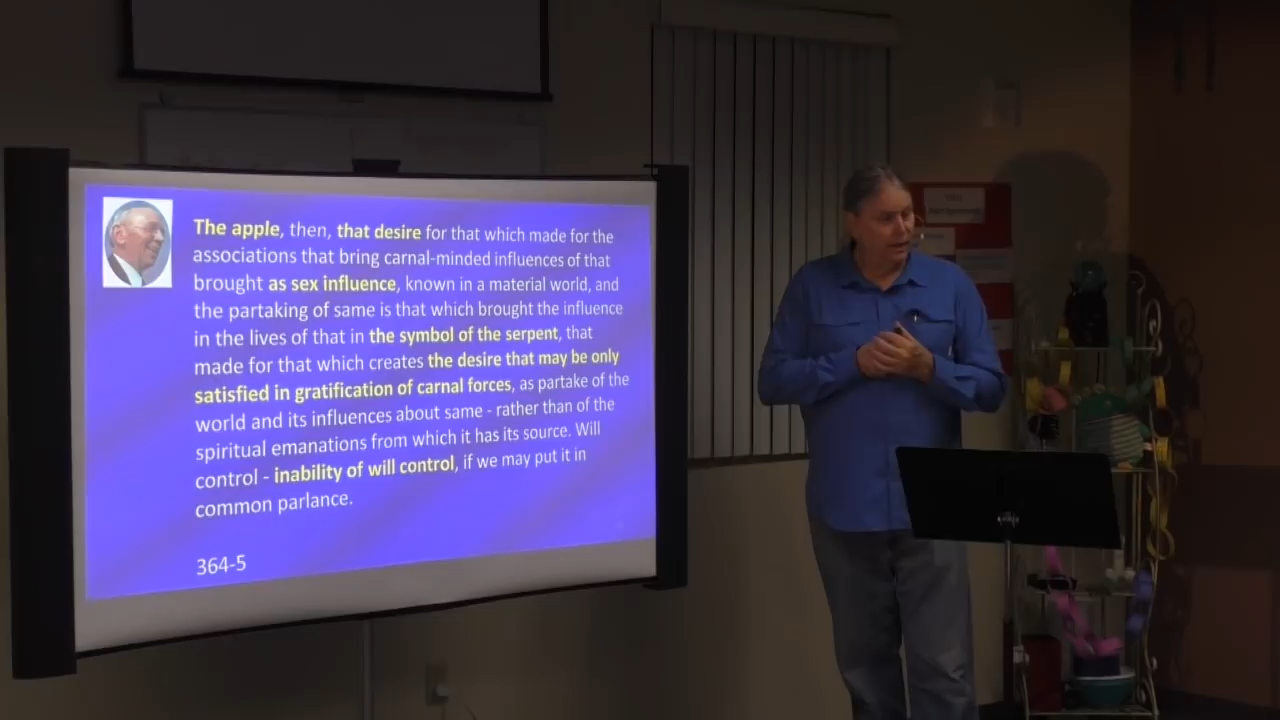 The apple, then, that desire for that which made for the
associations that bring carnal-minded influences of that
brought as sex influence, known in a material world, and
the partaking of same is that which brought the influence
in the lives of that in the symbol of the serpent, that
made for that which creates the desire that may be only
satisfied in gratification of carnal forces, as partake of the
world and its influences about same - rather than of the
spiritual emanations from which it has its source. Will
control - inability of will control, if we may put it in
common parlance.
364-5